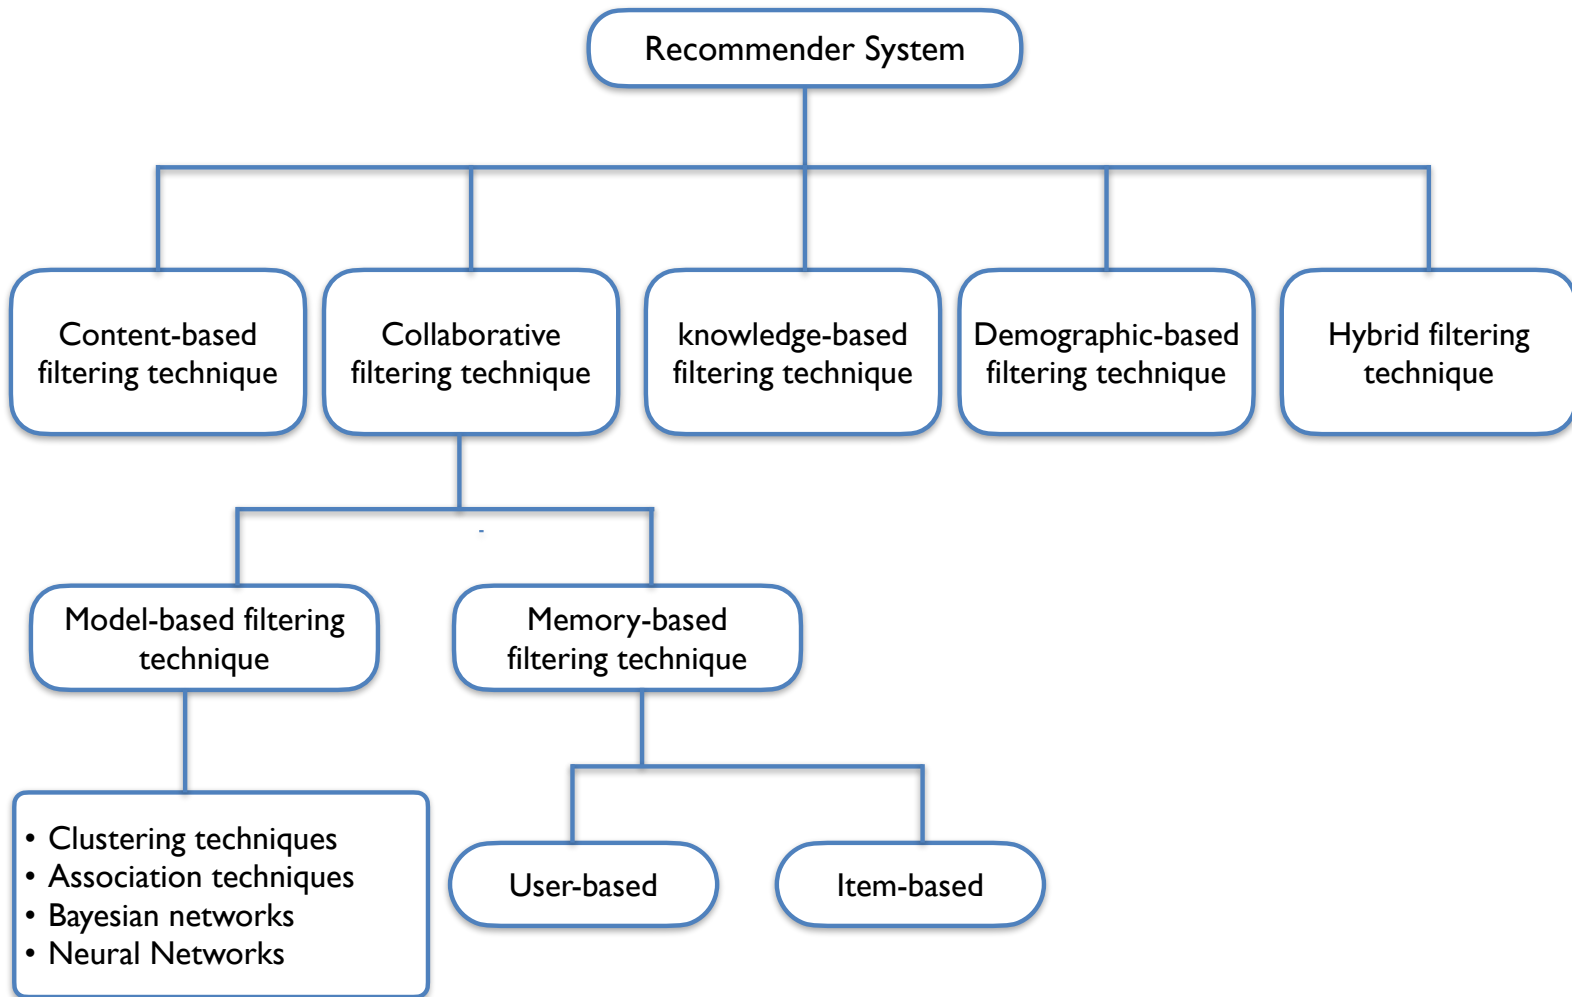 Recommender System
Content-based
filtering technique
Collaborative
filtering technique
knowledge-based
filtering technique
Demographic-based
filtering technique
Hybrid filtering
technique
-
Model-based filtering
technique
Memory-based
filtering technique
• Clustering techniques
• Association techniques
• Bayesian networks
• Neural Networks
User-based
Item-based